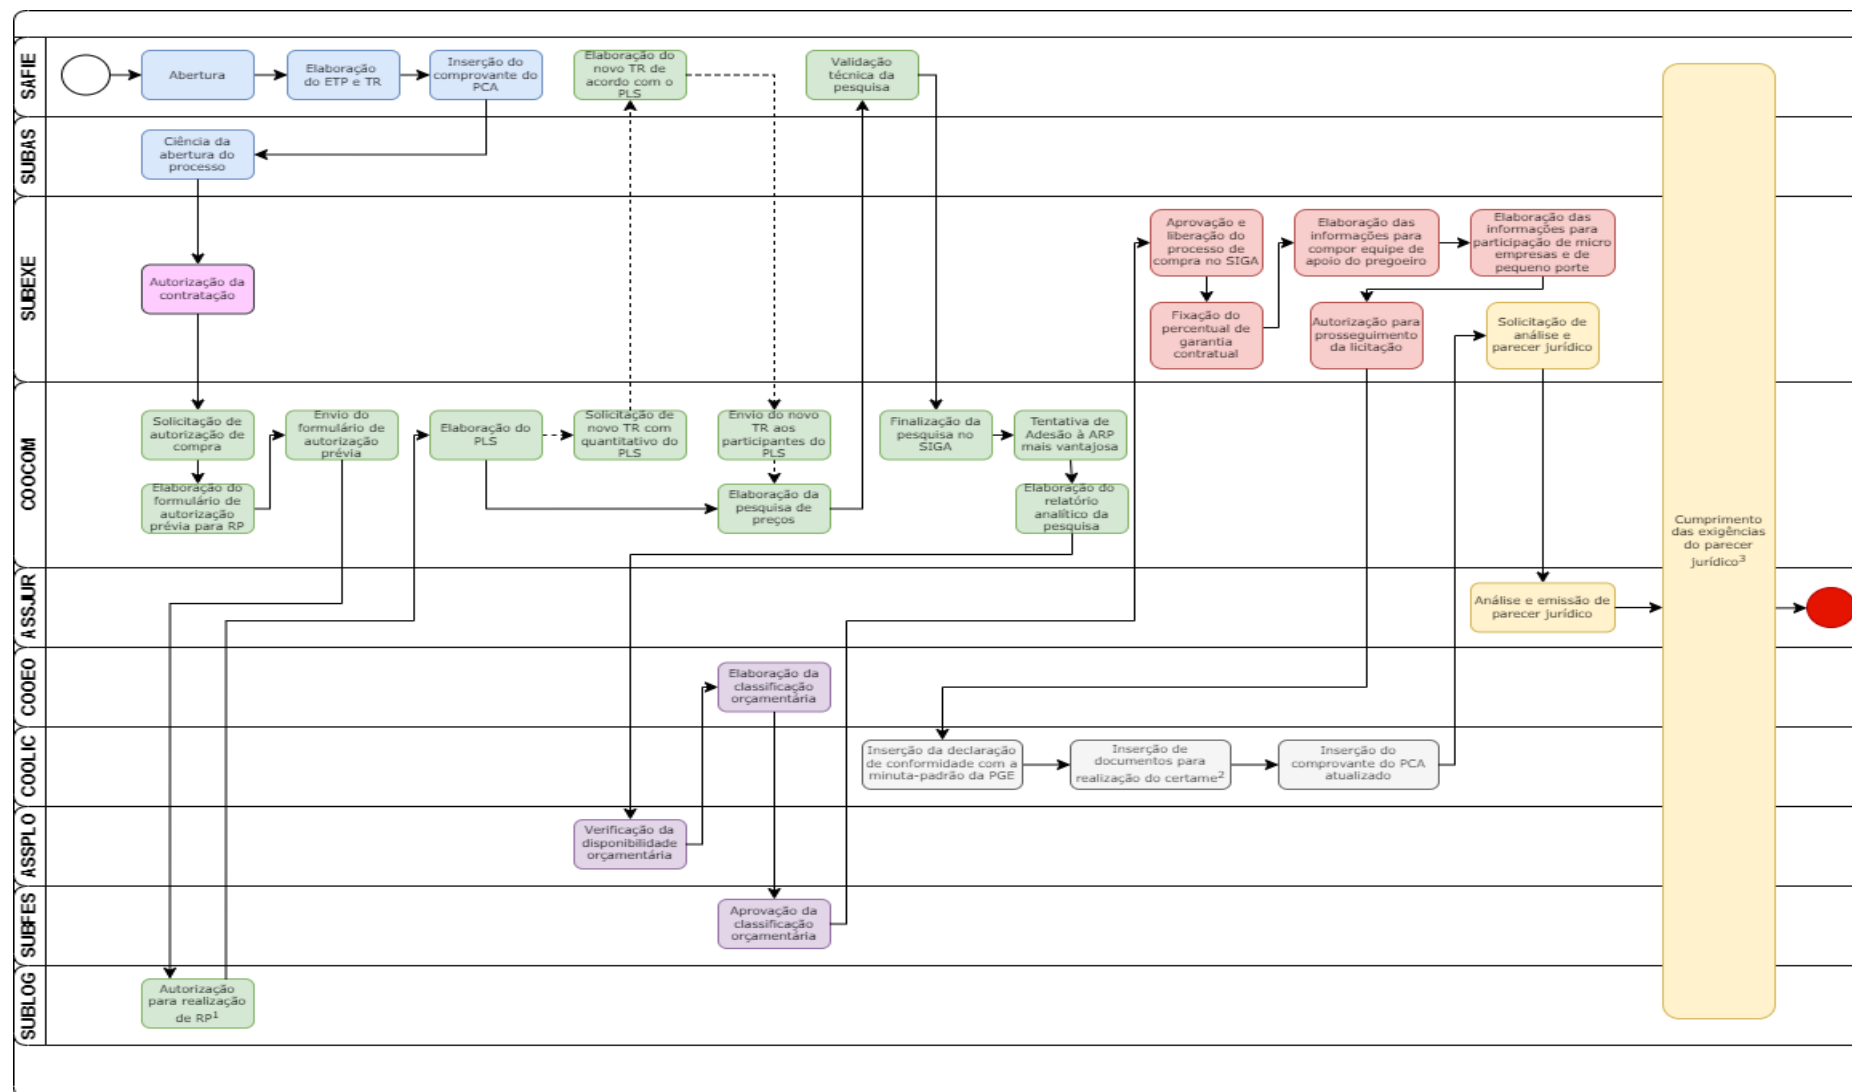 SAFIE
Abertura
Elaboração
do ETP e TR
Inserção do
comprovante do
PCA
Elaboração do
novo TR de
acordo com o
PLS
Validação
técnica da
pesquisa
SUBAS
Ciência da
abertura do
processo
SUBEXE
Autorização da
contratação
Aprovação e
liberação do
processo de
compra no SIGA
Elaboração das
informações para
compor equipe de
apoio do pregoeiro
Elaboração das
informações para
participação de micro
empresas e de
pequeno porte
Fixação do
percentual de
garantia
contratual
Autorização para
prosseguimento
da licitação
Solicitação de
análise e
parecer jurídico
COOCOM
Solicitação de
autorização de
compra
Envio do
formulário de
autorização
prévia
Elaboração do
PLS
Solicitação de
novo TR com
quantitativo do
PLS
Envio do novo
TR aos
participantes do
PLS
Finalização da
pesquisa no
SIGA
Tentativa de
Adesão à ARP
mais vantajosa
Elaboração do
formulário de
autorização
prévia para RP
Elaboração da
pesquisa de
preços
Elaboração do
relatório
analítico da
pesquisa
Cumprimento
das exigências
do parecer
jurídico³
ASSJUR
Análise e emissão de
parecer jurídico
COOEO
Elaboração da
classificação
orçamentária
COOLIC
Inserção da declaração
de conformidade com a
minuta-padrão da PGE
Inserção de
documentos para
realização do certame²
Inserção do
comprovante do PCA
atualizado
ASSPLO
Verificação da
disponibilidade
orçamentária
SUBFES
Aprovação da
classificação
orçamentária
SUBLOG
Autorização
para realização
de RP¹